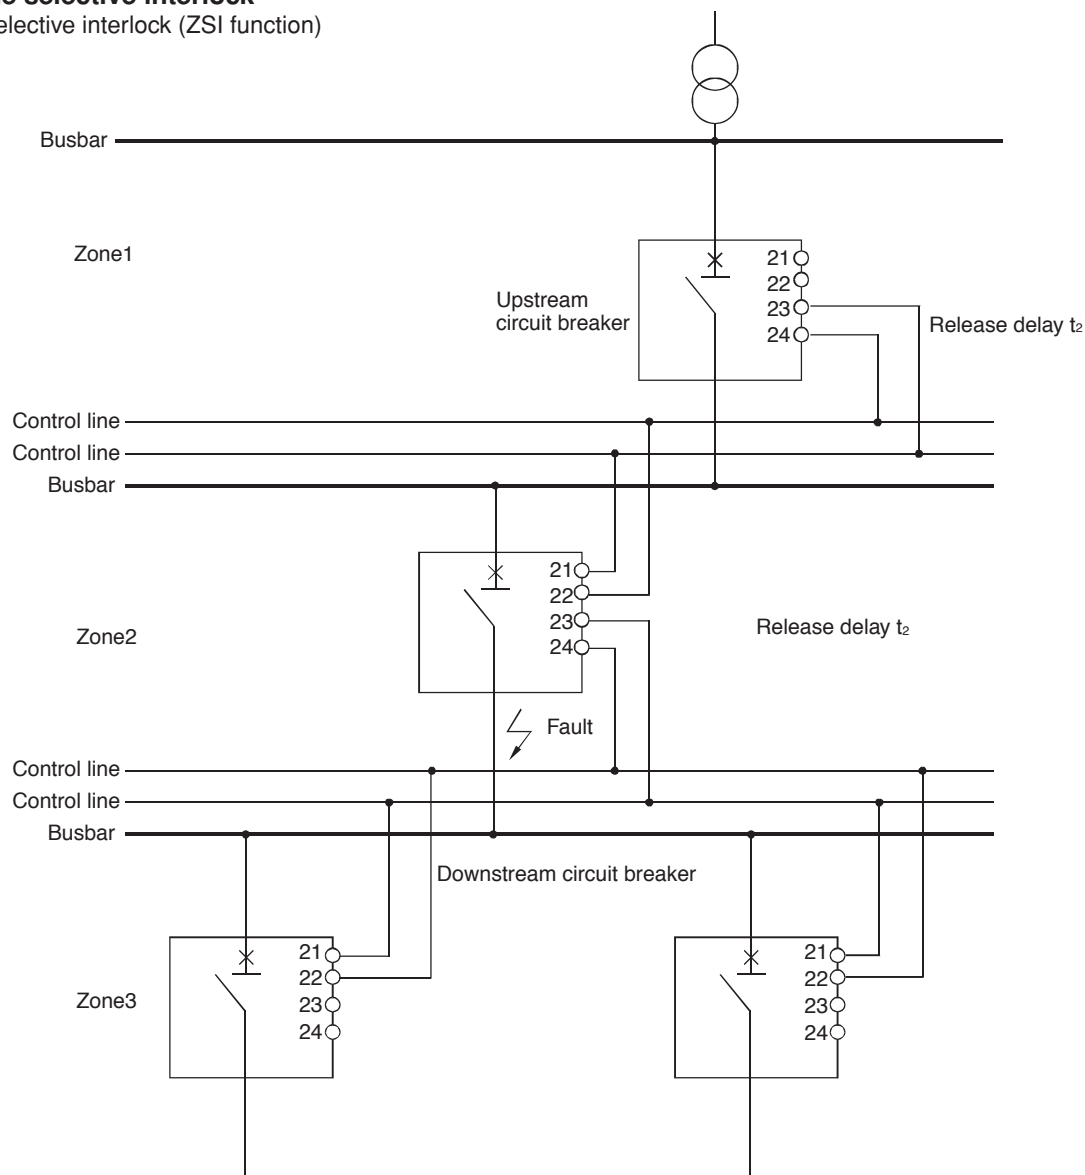 selective interlock
elective interlock (ZSI function)
Busbar
Zone1
21
22
23
24
Upstream
circuit breaker
Release delay t₂
Control line
Control line
Busbar
21
22
23
24
Zone2
Release delay t₂
Fault
Control line
Control line
Busbar
Downstream circuit breaker
21
22
23
24
21
22
23
24
Zone3